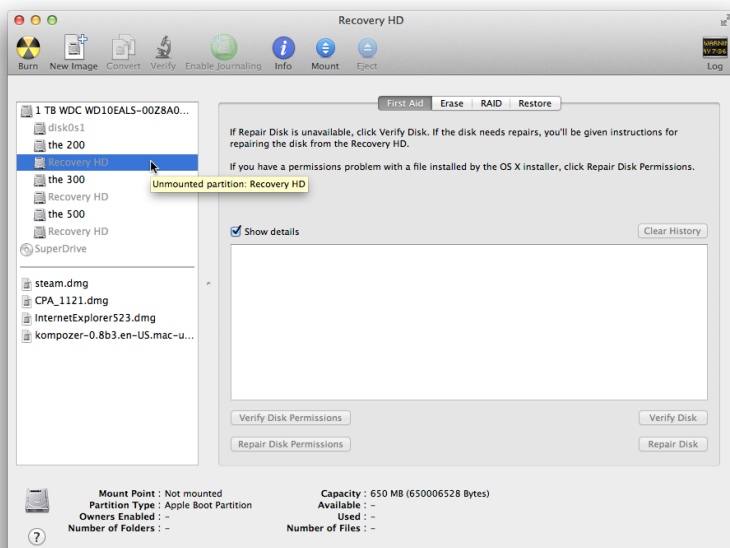 Recovery HD
Burn New Image Convert Verify Enable Journaling Info Mount Eject Log
WARNIN
1 TB WDC WD10EALS-00Z8A0...
disk0s1
the 200
Recovery HD
the 300
Recovery HD
the 500
Recovery HD
SuperDrive
steam.dmg
CPA_1121.dmg
InternetExplorer523.dmg
kompozer-0.8b3.en-US.mac-u...
Unmounted partition: Recovery HD
First Aid Erase RAID Restore
If Repair Disk is unavailable, click Verify Disk. If the disk needs repairs, you'll be given instructions for
repairing the disk from the Recovery HD.
If you have a permissions problem with a file installed by the OS X installer, click Repair Disk Permissions.
Show details
Clear History
Verify Disk Permissions
Verify Disk
Repair Disk Permissions
Repair Disk
Mount Point : Not mounted
Partition Type : Apple Boot Partition
Owners Enabled : –
Number of Folders : –
Capacity : 650 MB (650006528 Bytes)
Available : –
Used : –
Number of Files : –
?